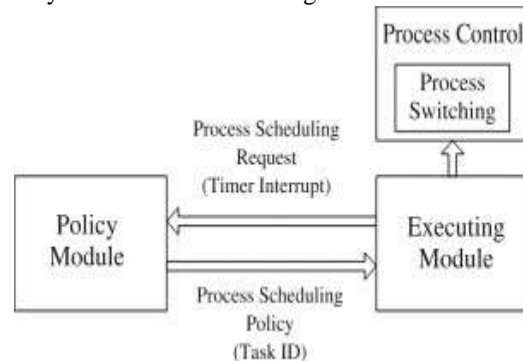 Process Control
Process
Switching
Process Scheduling
Request
(Timer Interrupt)
Policy
Module
Executing
Module
Process Scheduling
Policy
(Task ID)